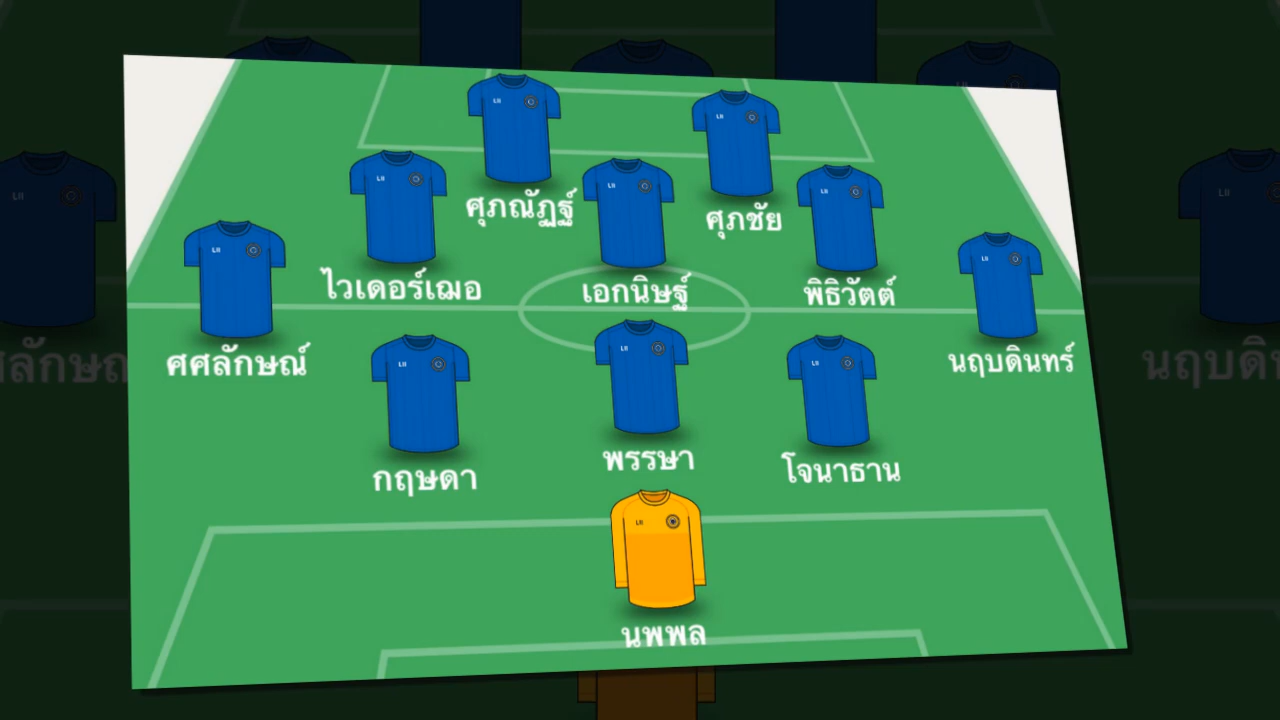 ศุภณัฏฐ์
ศุภชัย
ไวเดอร์เฌอ
เอกนิษฐ์
พิธิวัตต์
ศศลักษณ์
นฤบดินทร์
กฤษดา
พรรษา
โจนาธาน
นพพล